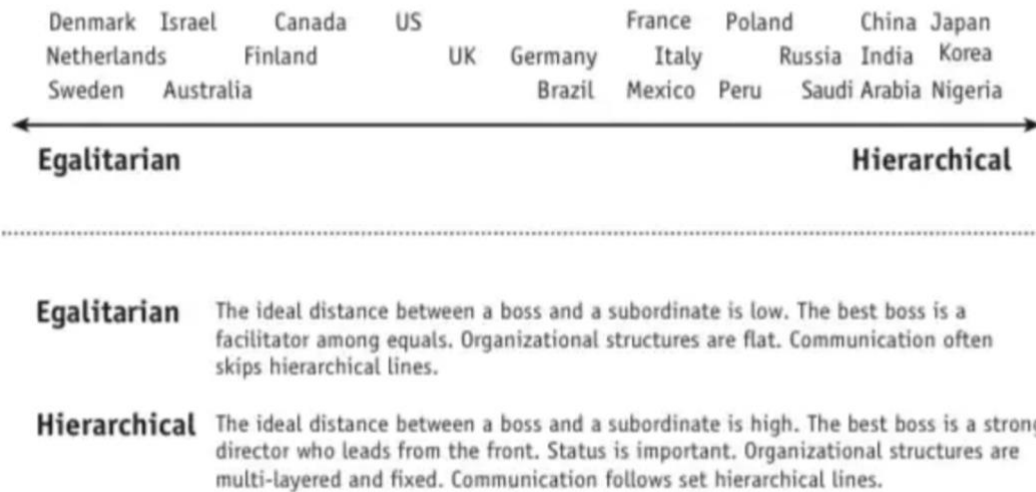 Denmark Israel Canada US France Poland China Japan
Netherlands Finland UK Germany Italy Russia India Korea
Sweden Australia Brazil Mexico Peru Saudi Arabia Nigeria
Egalitarian Hierarchical
Egalitarian The ideal distance between a boss and a subordinate is low. The best boss is a
facilitator among equals. Organizational structures are flat. Communication often
skips hierarchical lines.
Hierarchical The ideal distance between a boss and a subordinate is high. The best boss is a strong
director who leads from the front. Status is important. Organizational structures are
multi-layered and fixed. Communication follows set hierarchical lines.